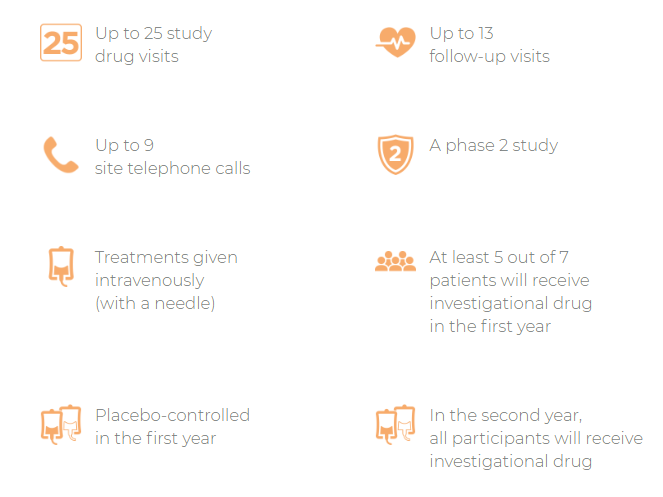 25
Up to 25 study
drug visits
Up to 13
follow-up visits
Up to 9
site telephone calls
2
A phase 2 study
Treatments given
intravenously
(with a needle)
At least 5 out of 7
patients will receive
investigational drug
in the first year
Placebo-controlled
in the first year
In the second year,
all participants will receive
investigational drug